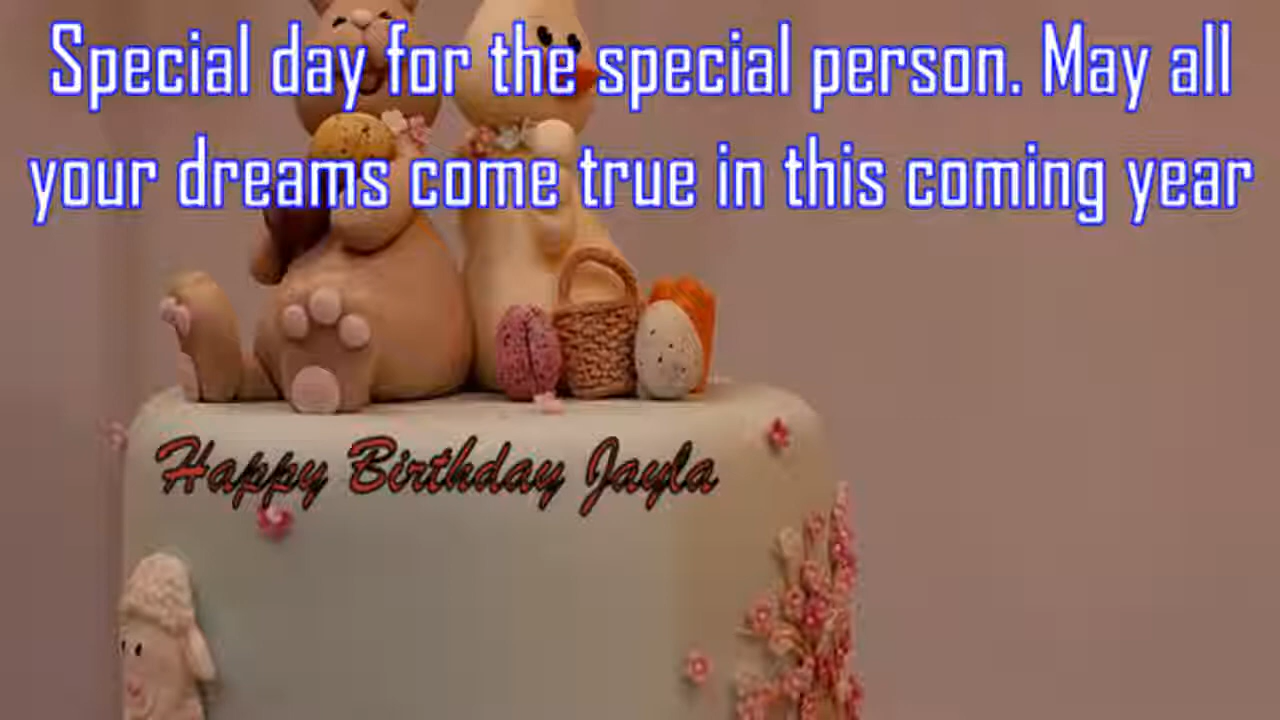 Special day for the special person. May all
your dreams come true in this coming year
Happy Birthday Jayla